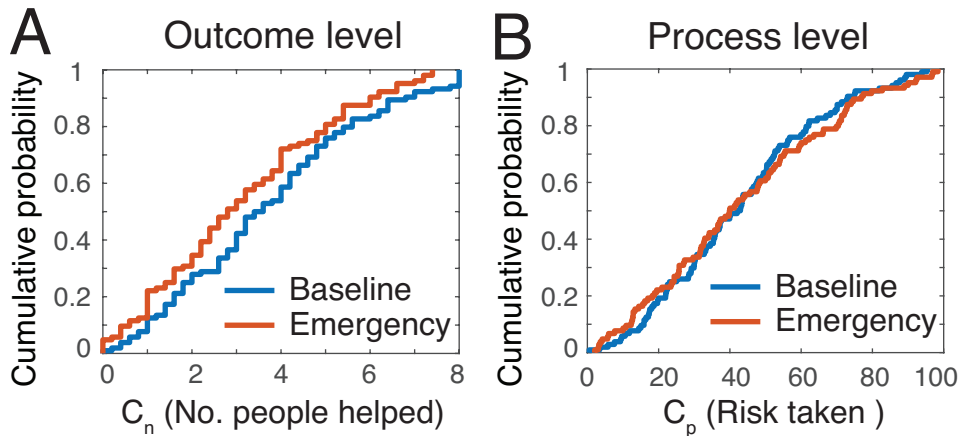 A
Outcome level
Cumulative probability
1
0.8
0.6
0.4
0.2
0
0
2
4
6
8
Baseline
Emergency
Cn (No. people helped)
B
Process level
Cumulative probability
1
0.8
0.6
0.4
0.2
0
0
20
40
60
80
100
Baseline
Emergency
Cp (Risk taken )